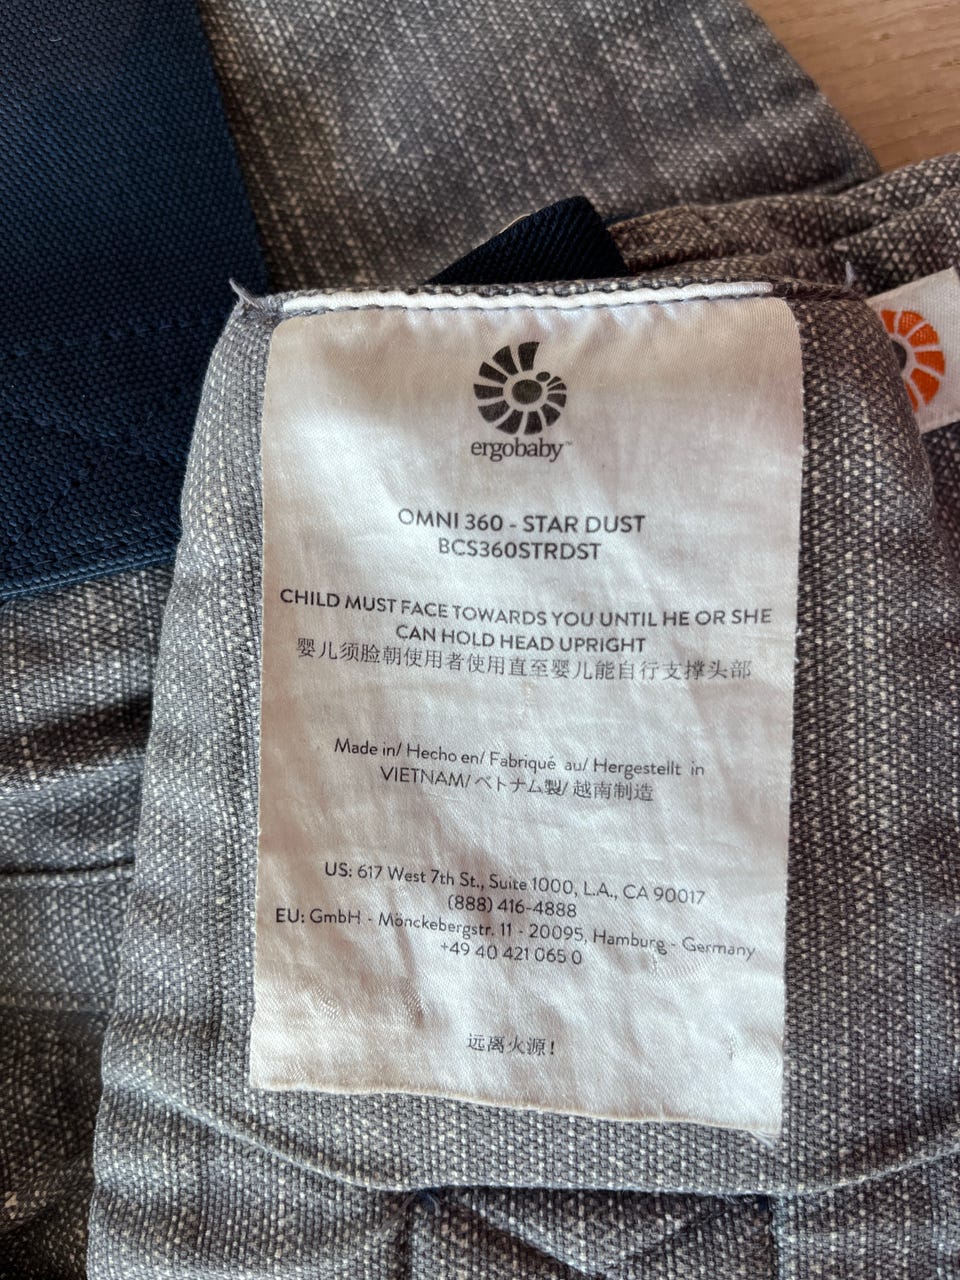 ergobaby™
OMNI 360 - STAR DUST
BCS360STRDST
CHILD MUST FACE TOWARDS YOU UNTIL HE OR SHE
CAN HOLD HEAD UPRIGHT
婴儿须脸朝使用者使用直至婴儿能自行支撑头部
Made in/ Hecho en/ Fabriqué au/ Hergestellt in
VIETNAM/ ベトナム製/ 越南制造
US: 617 West 7th St., Suite 1000, L.A., CA 90017
(888) 416-4888
EU: GmbH - Mönckebergstr. 11 - 20095, Hamburg - Germany
+49 40 421 065 0
远离火源!